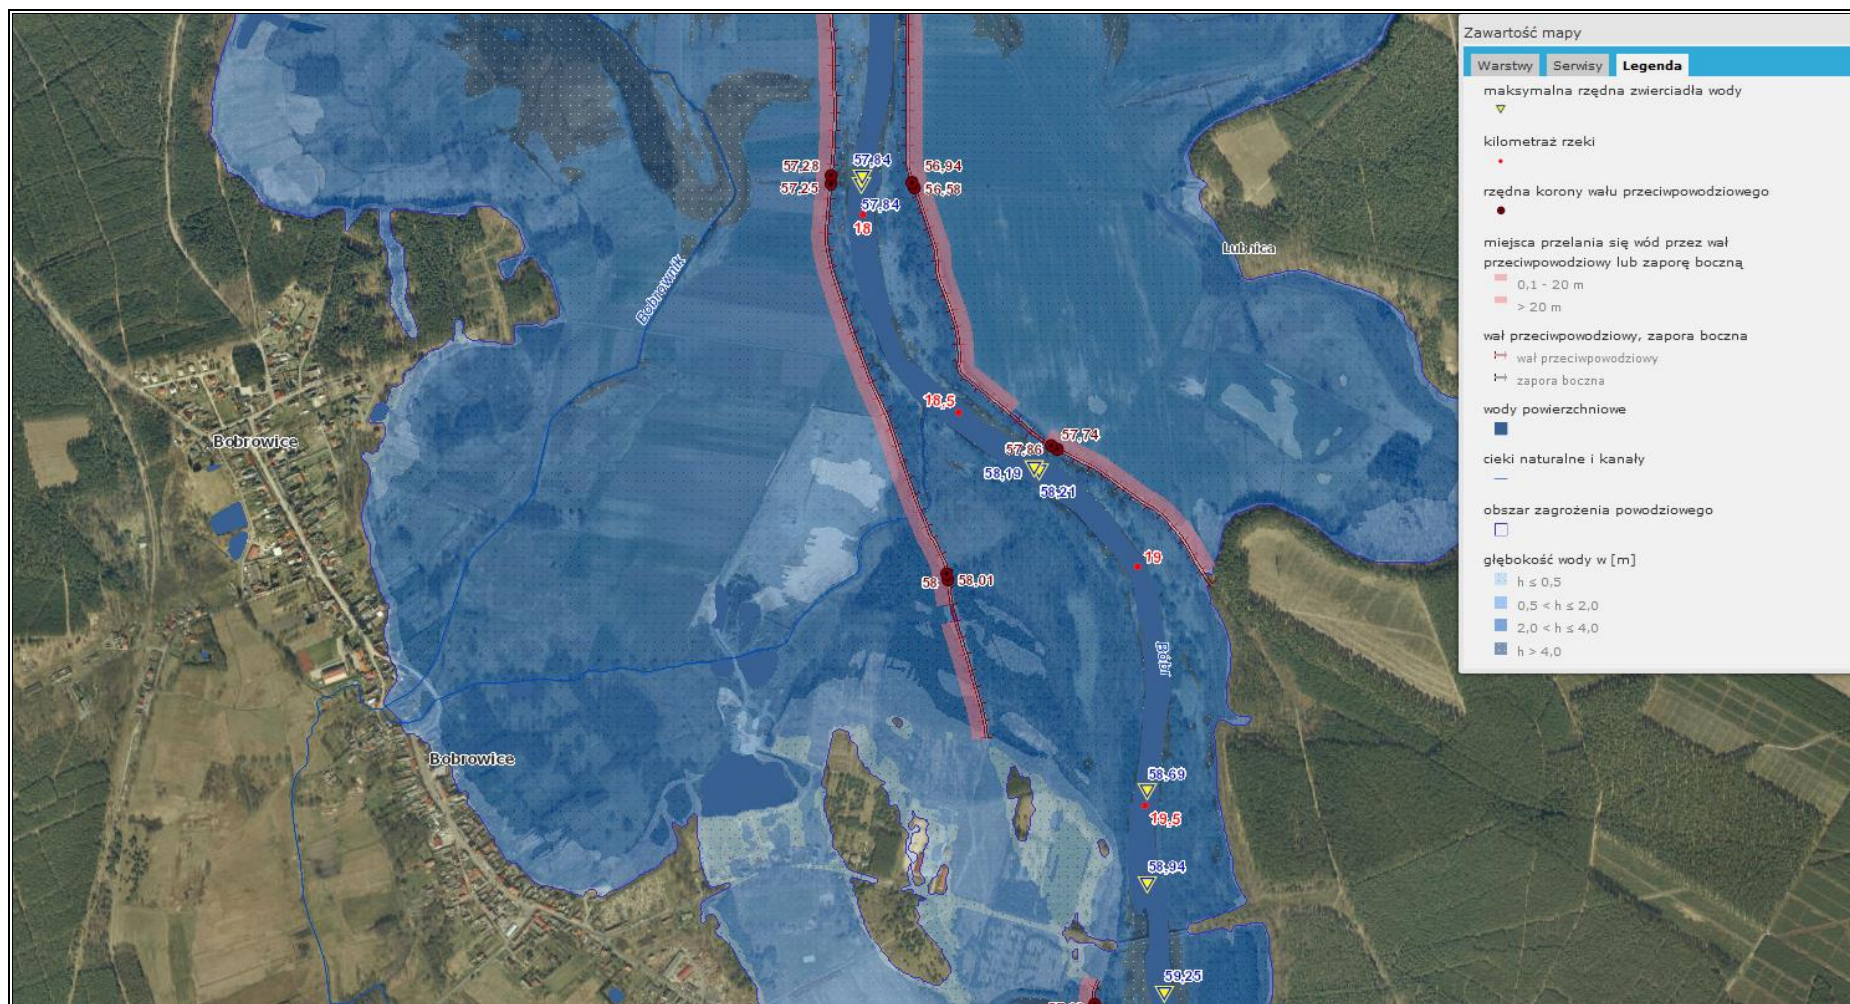 Zawartość mapy
Warstwy Serwisy Legenda
maksymalna rzędna zwierciadła wody
kilometraż rzeki
rzędna korony wału przeciwpowodziowego
miejsca przelania się wód przez wał
przeciwpowodziowy lub zaporę boczną
0,1 - 20 m
> 20 m
wał przeciwpowodziowy, zapora boczna
wał przeciwpowodziowy
zapora boczna
wody powierzchniowe
cieki naturalne i kanały
obszar zagrożenia powodziowego
głębokość wody w [m]
h ≤ 0,5
0,5 < h ≤ 2,0
2,0 < h ≤ 4,0
h > 4,0
57,28
57,25
57,84
57,84
18
56,94
56,58
Lubnica
Bobrownik
18,5
57,74
57,86
58,19
58,21
Bobrowice
19
58
58,01
Bóbr
Bobrowice
58,69
19,5
58,94
59,25